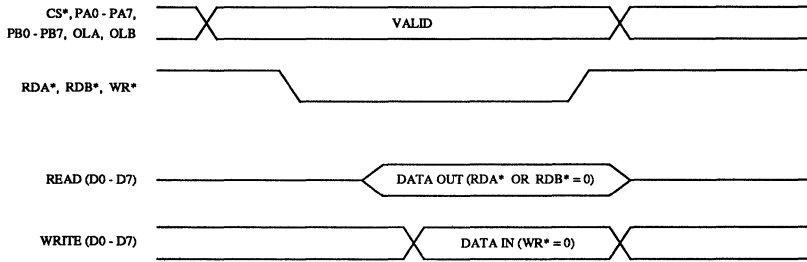 CS*, PA0 - PA7,
PB0 - PB7, OLA, OLB
VALID
RDA*, RDB*, WR*
READ (D0 - D7)
DATA OUT (RDA* OR RDB* = 0)
WRITE (D0 - D7)
DATA IN (WR* = 0)